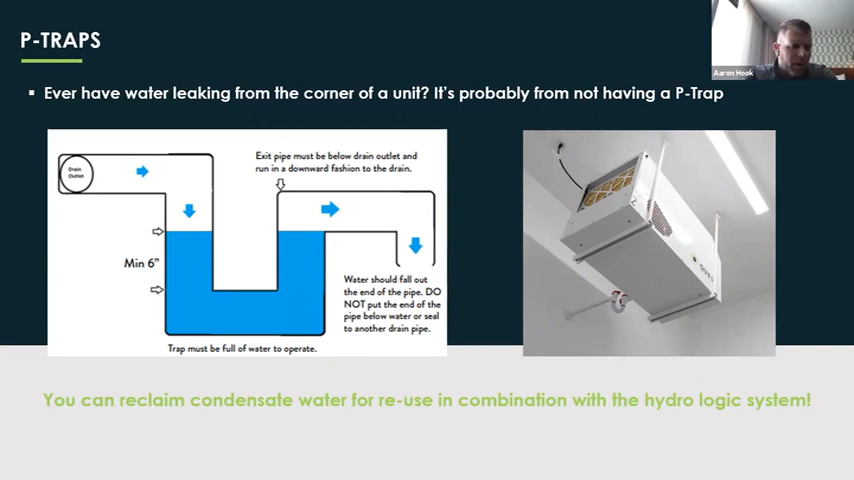 P-TRAPS
Aaron Hook
▪ Ever have water leaking from the corner of a unit? It's probably from not having a P-Trap
Drain
Outlet
Exit pipe must be below drain outlet and
run in a downward fashion to the drain.
Min 6"
Water should fall out
the end of the pipe. DO
NOT put the end of the
pipe below water or seal
to another drain pipe.
Trap must be full of water to operate.
You can reclaim condensate water for re-use in combination with the hydro logic system!